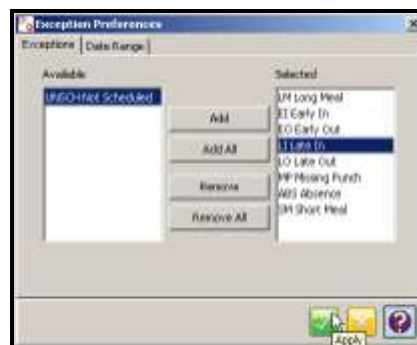 Exception Preferences
Exceptions Date Range
Available Selected
UNSCH Not Scheduled
LM Long Meal
EI Early In
EO Early Out
LI Late In
LO Late Out
MP Missing Punch
ABS Absence
SM Short Meal
Add
Add All
Remove
Remove All
Apply